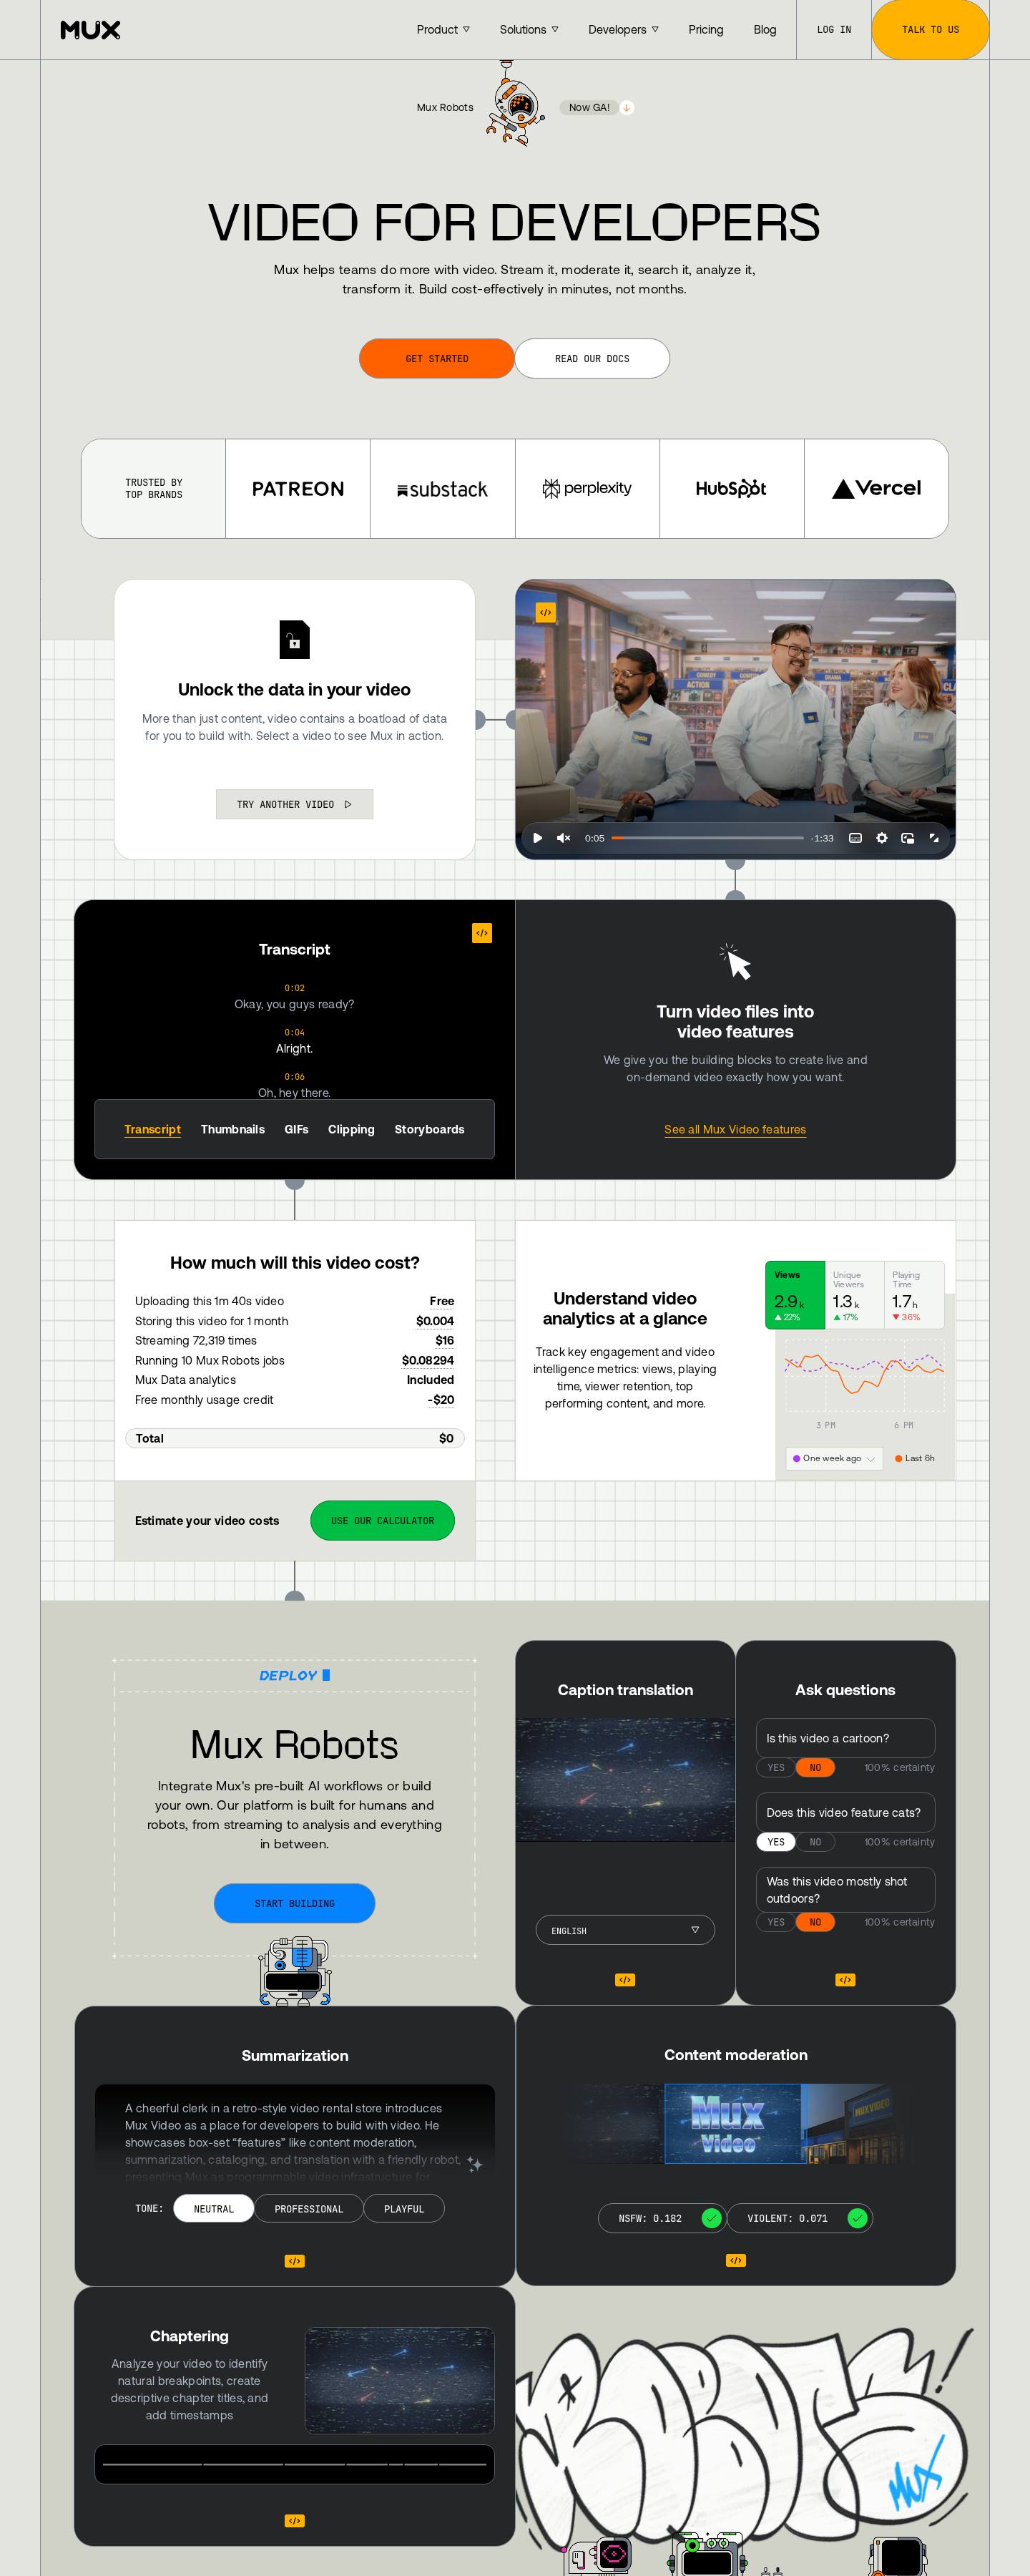 MUX
Product
Solutions
Developers
Pricing
Blog
LOG IN
TALK TO US
Mux Robots
Now GA!
VIDEO FOR DEVELOPERS
Mux helps teams do more with video. Stream it, moderate it, search it, analyze it,
transform it. Build cost-effectively in minutes, not months.
GET STARTED
READ OUR DOCS
TRUSTED BY
TOP BRANDS
PATREON
substack
perplexity
HubSpot
Vercel
Unlock the data in your video
More than just content, video contains a boatload of data
for you to build with. Select a video to see Mux in action.
TRY ANOTHER VIDEO
COMEDY
ACTION
DRAMA
0:05
-1:33
Transcript
0:02
Okay, you guys ready?
0:04
Alright.
0:06
Oh, hey there.
Transcript
Thumbnails
GIFs
Clipping
Storyboards
Turn video files into
video features
We give you the building blocks to create live and
on-demand video exactly how you want.
See all Mux Video features
How much will this video cost?
Uploading this 1m 40s video Free
Storing this video for 1 month $0.004
Streaming 72,319 times $16
Running 10 Mux Robots jobs $0.08294
Mux Data analytics Included
Free monthly usage credit -$20
Total $0
Estimate your video costs
USE OUR CALCULATOR
Understand video
analytics at a glance
Track key engagement and video
intelligence metrics: views, playing
time, viewer retention, top
performing content, and more.
Views
2.9 k
22%
Unique
Viewers
1.3 k
17%
Playing
Time
1.7 h
36%
3 PM
6 PM
One week ago
Last 6h
DEPLOY
Mux Robots
Integrate Mux's pre-built AI workflows or build
your own. Our platform is built for humans and
robots, from streaming to analysis and everything
in between.
START BUILDING
Caption translation
ENGLISH
</>
Ask questions
Is this video a cartoon?
YES NO 100% certainty
Does this video feature cats?
YES NO 100% certainty
Was this video mostly shot
outdoors?
YES NO 100% certainty
</>
Summarization
A cheerful clerk in a retro-style video rental store introduces
Mux Video as a place for developers to build with video. He
showcases box-set “features” like content moderation,
summarization, cataloging, and translation with a friendly robot,
presenting Mux as programmable video infrastructure for
TONE:
NEUTRAL
PROFESSIONAL
PLAYFUL
</>
Content moderation
Mux
Video
MUX VIDEO
NSFW: 0.182
VIOLENT: 0.071
</>
Chaptering
Analyze your video to identify
natural breakpoints, create
descriptive chapter titles, and
add timestamps
</>
Mux